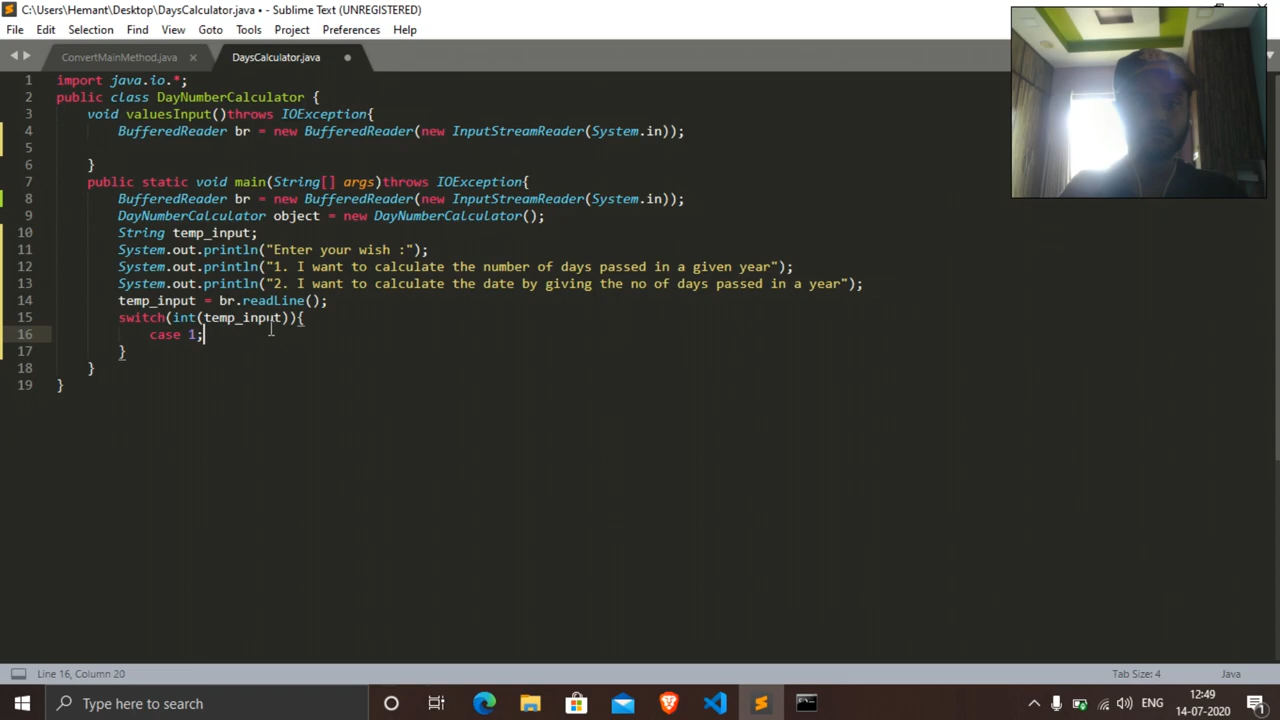 C:\Users\Hemant\Desktop\DaysCalculator.java • - Sublime Text (UNREGISTERED)
File Edit Selection Find View Goto Tools Project Preferences Help
ConvertMainMethod.java × DaysCalculator.java
1 import java.io.*;
2 public class DayNumberCalculator {
3 void valuesInput()throws IOException{
4 BufferedReader br = new BufferedReader(new InputStreamReader(System.in));
5
6 }
7 public static void main(String[] args)throws IOException{
8 BufferedReader br = new BufferedReader(new InputStreamReader(System.in));
9 DayNumberCalculator object = new DayNumberCalculator();
10 String temp_input;
11 System.out.println("Enter your wish :");
12 System.out.println("1. I want to calculate the number of days passed in a given year");
13 System.out.println("2. I want to calculate the date by giving the no of days passed in a year");
14 temp_input = br.readLine();
15 switch(int(temp_input)){
16 case 1;
17 }
18 }
19 }
Line 16, Column 20 Tab Size: 4 Java
Type here to search ENG 12:49
14-07-2020 1